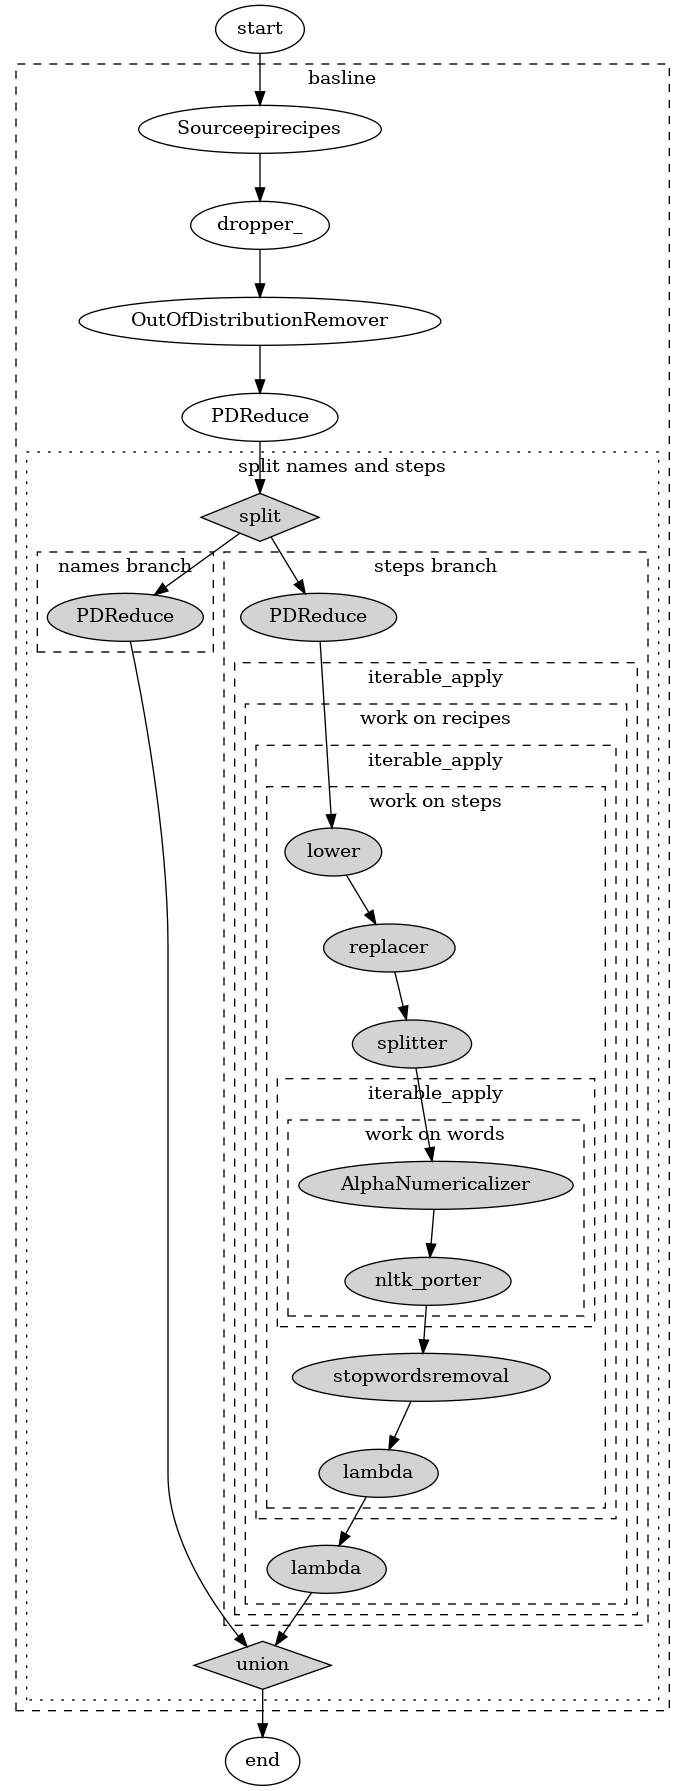 start
basline
Sourceepirecipes
dropper_
OutOfDistributionRemover
PDReduce
split names and steps
split
names branch
steps branch
PDReduce
PDReduce
iterable_apply
work on recipes
iterable_apply
work on steps
lower
replacer
splitter
iterable_apply
work on words
AlphaNumericalizer
nltk_porter
stopwordsremoval
lambda
lambda
union
end